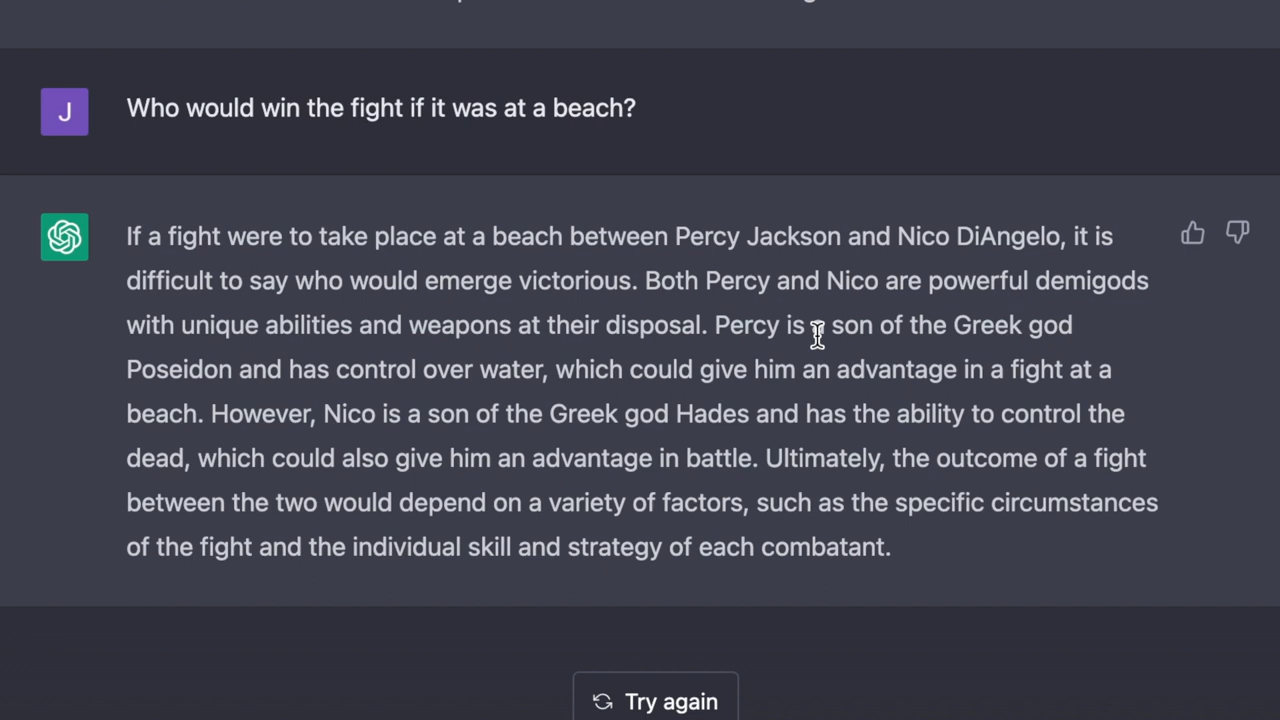 J
Who would win the fight if it was at a beach?
If a fight were to take place at a beach between Percy Jackson and Nico DiAngelo, it is
difficult to say who would emerge victorious. Both Percy and Nico are powerful demigods
with unique abilities and weapons at their disposal. Percy is son of the Greek god
Poseidon and has control over water, which could give him an advantage in a fight at a
beach. However, Nico is a son of the Greek god Hades and has the ability to control the
dead, which could also give him an advantage in battle. Ultimately, the outcome of a fight
between the two would depend on a variety of factors, such as the specific circumstances
of the fight and the individual skill and strategy of each combatant.
Try again